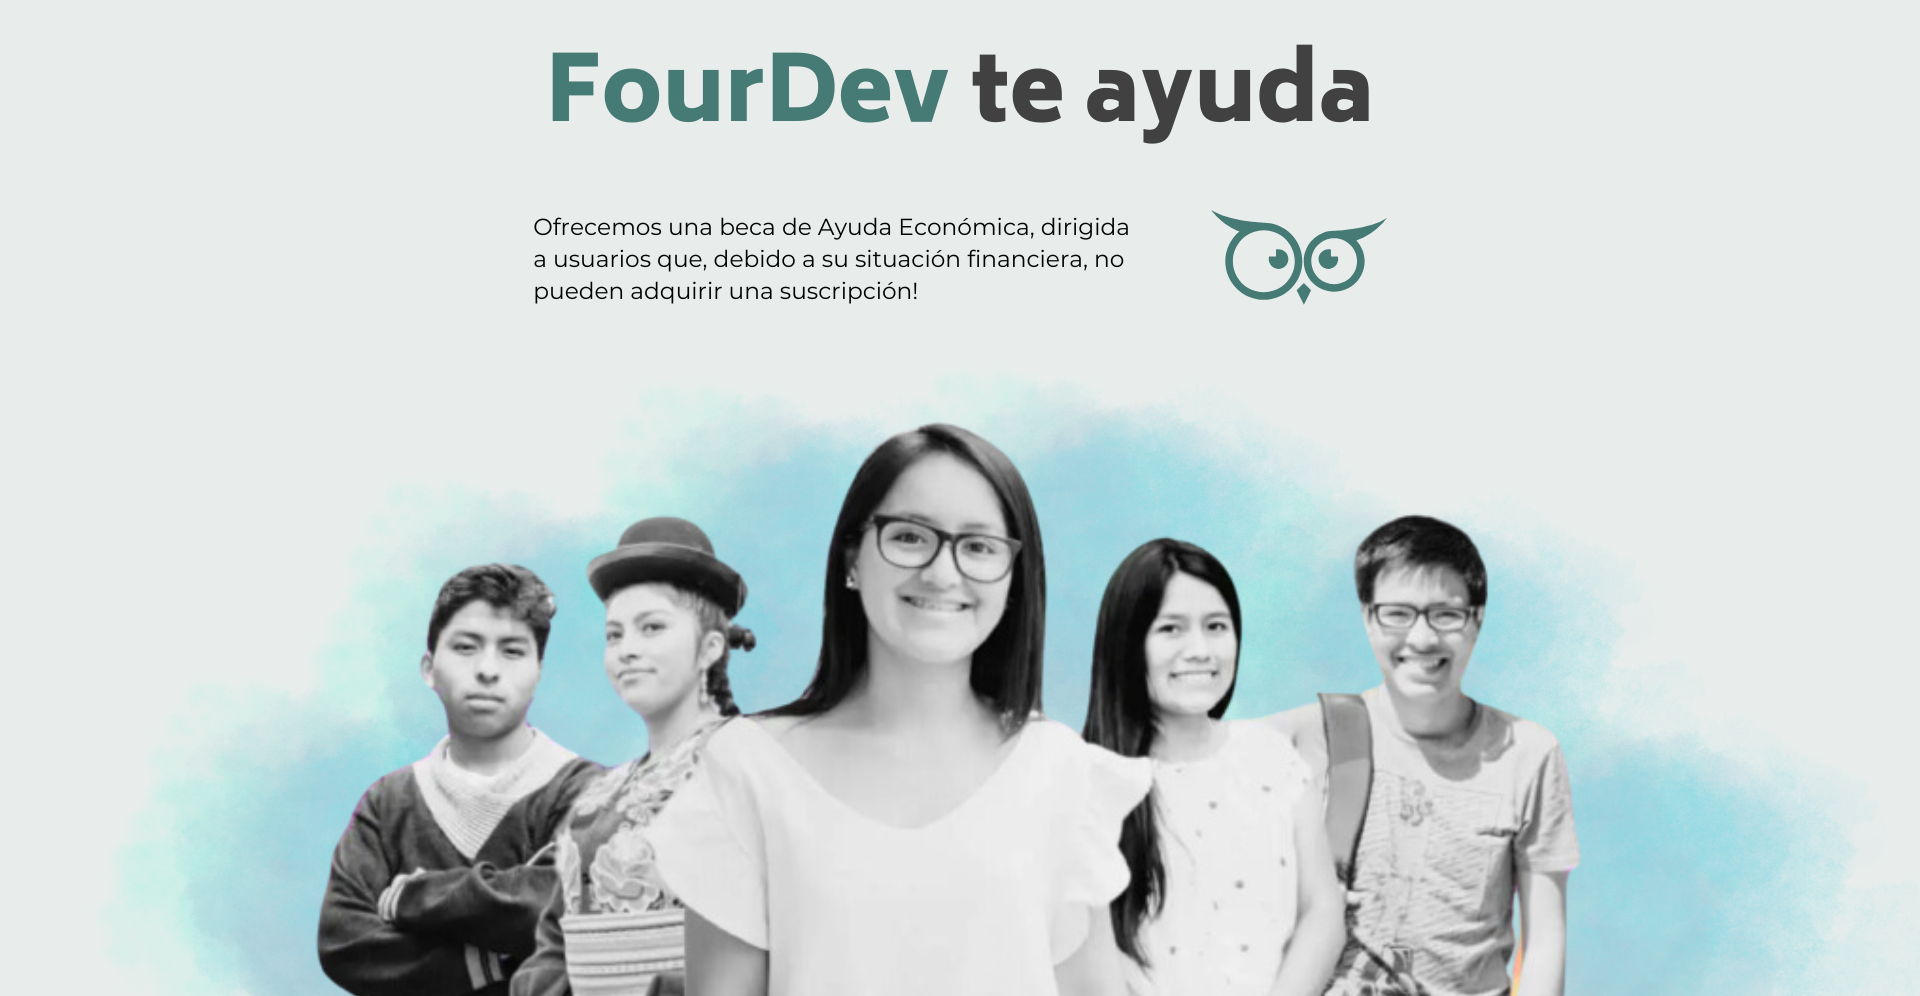 FourDev te ayuda
Ofrecemos una beca de Ayuda Económica, dirigida
a usuarios que, debido a su situación financiera, no
pueden adquirir una suscripción!